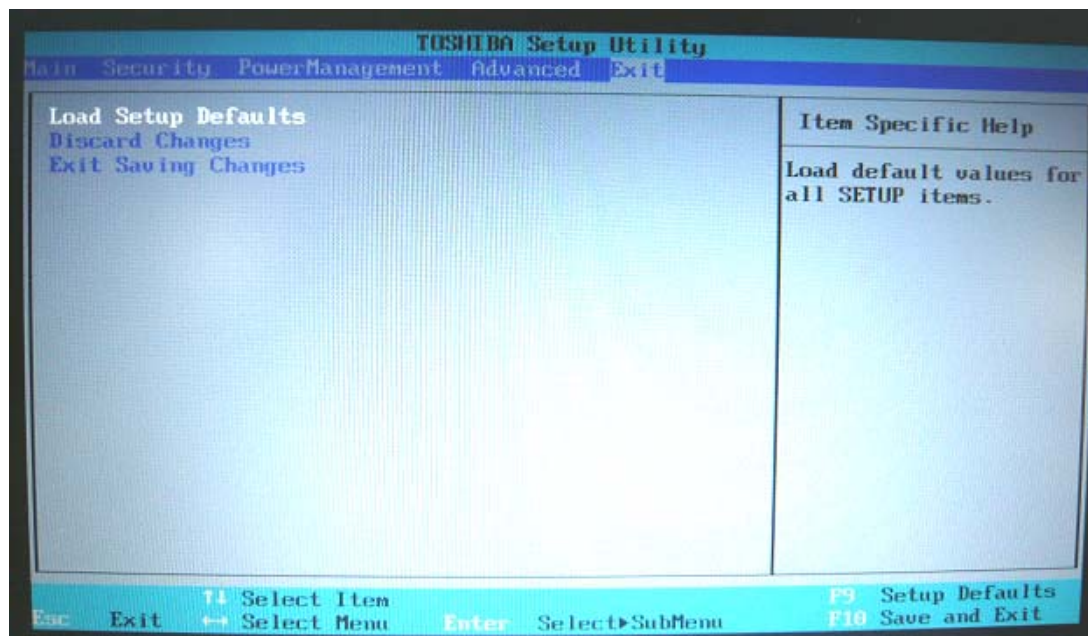 TOSHIBA Setup Utility
Main Security PowerManagement Advanced Exit
Load Setup Defaults
Discard Changes
Exit Saving Changes
Item Specific Help
Load default values for
all SETUP items.
↑↓ Select Item F9 Setup Defaults
Esc Exit ↔ Select Menu Enter Select▶SubMenu F10 Save and Exit